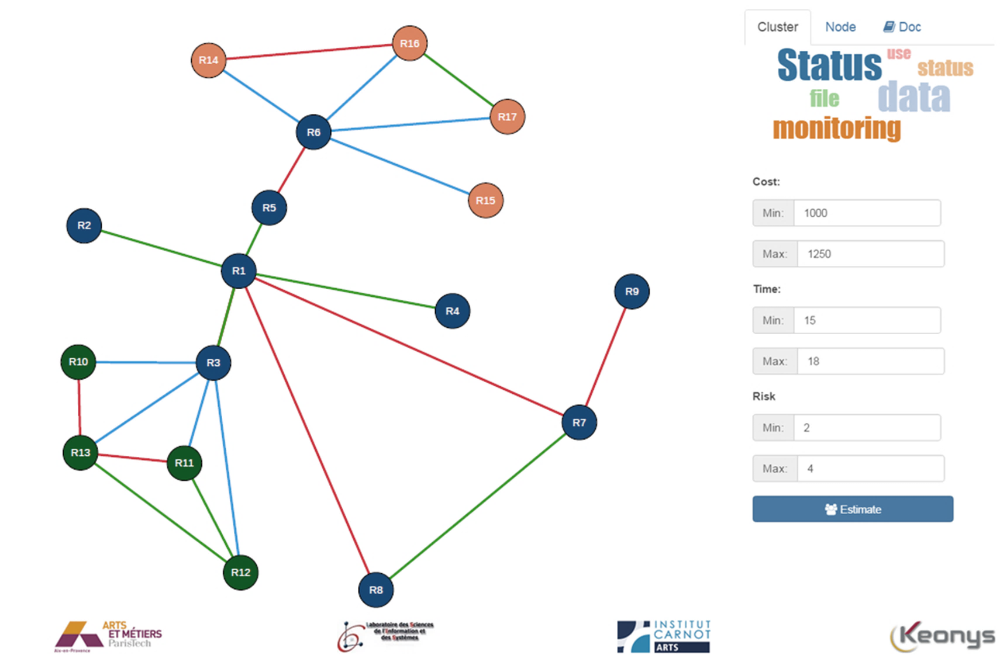 Cluster Node Doc
Status use status
file data
monitoring
R14
R16
R17
R6
R15
R5
R2
R1
R4
R9
R10
R3
R7
R13
R11
R12
R8
Cost:
Min: 1000
Max: 1250
Time:
Min: 15
Max: 18
Risk
Min: 2
Max: 4
Estimate
ARTS
ET MÉTIERS
ParisTech
Aix-en-Provence
Laboratoire des Sciences
de l'Information et
des Systèmes
INSTITUT
CARNOT
ARTS
Keonys